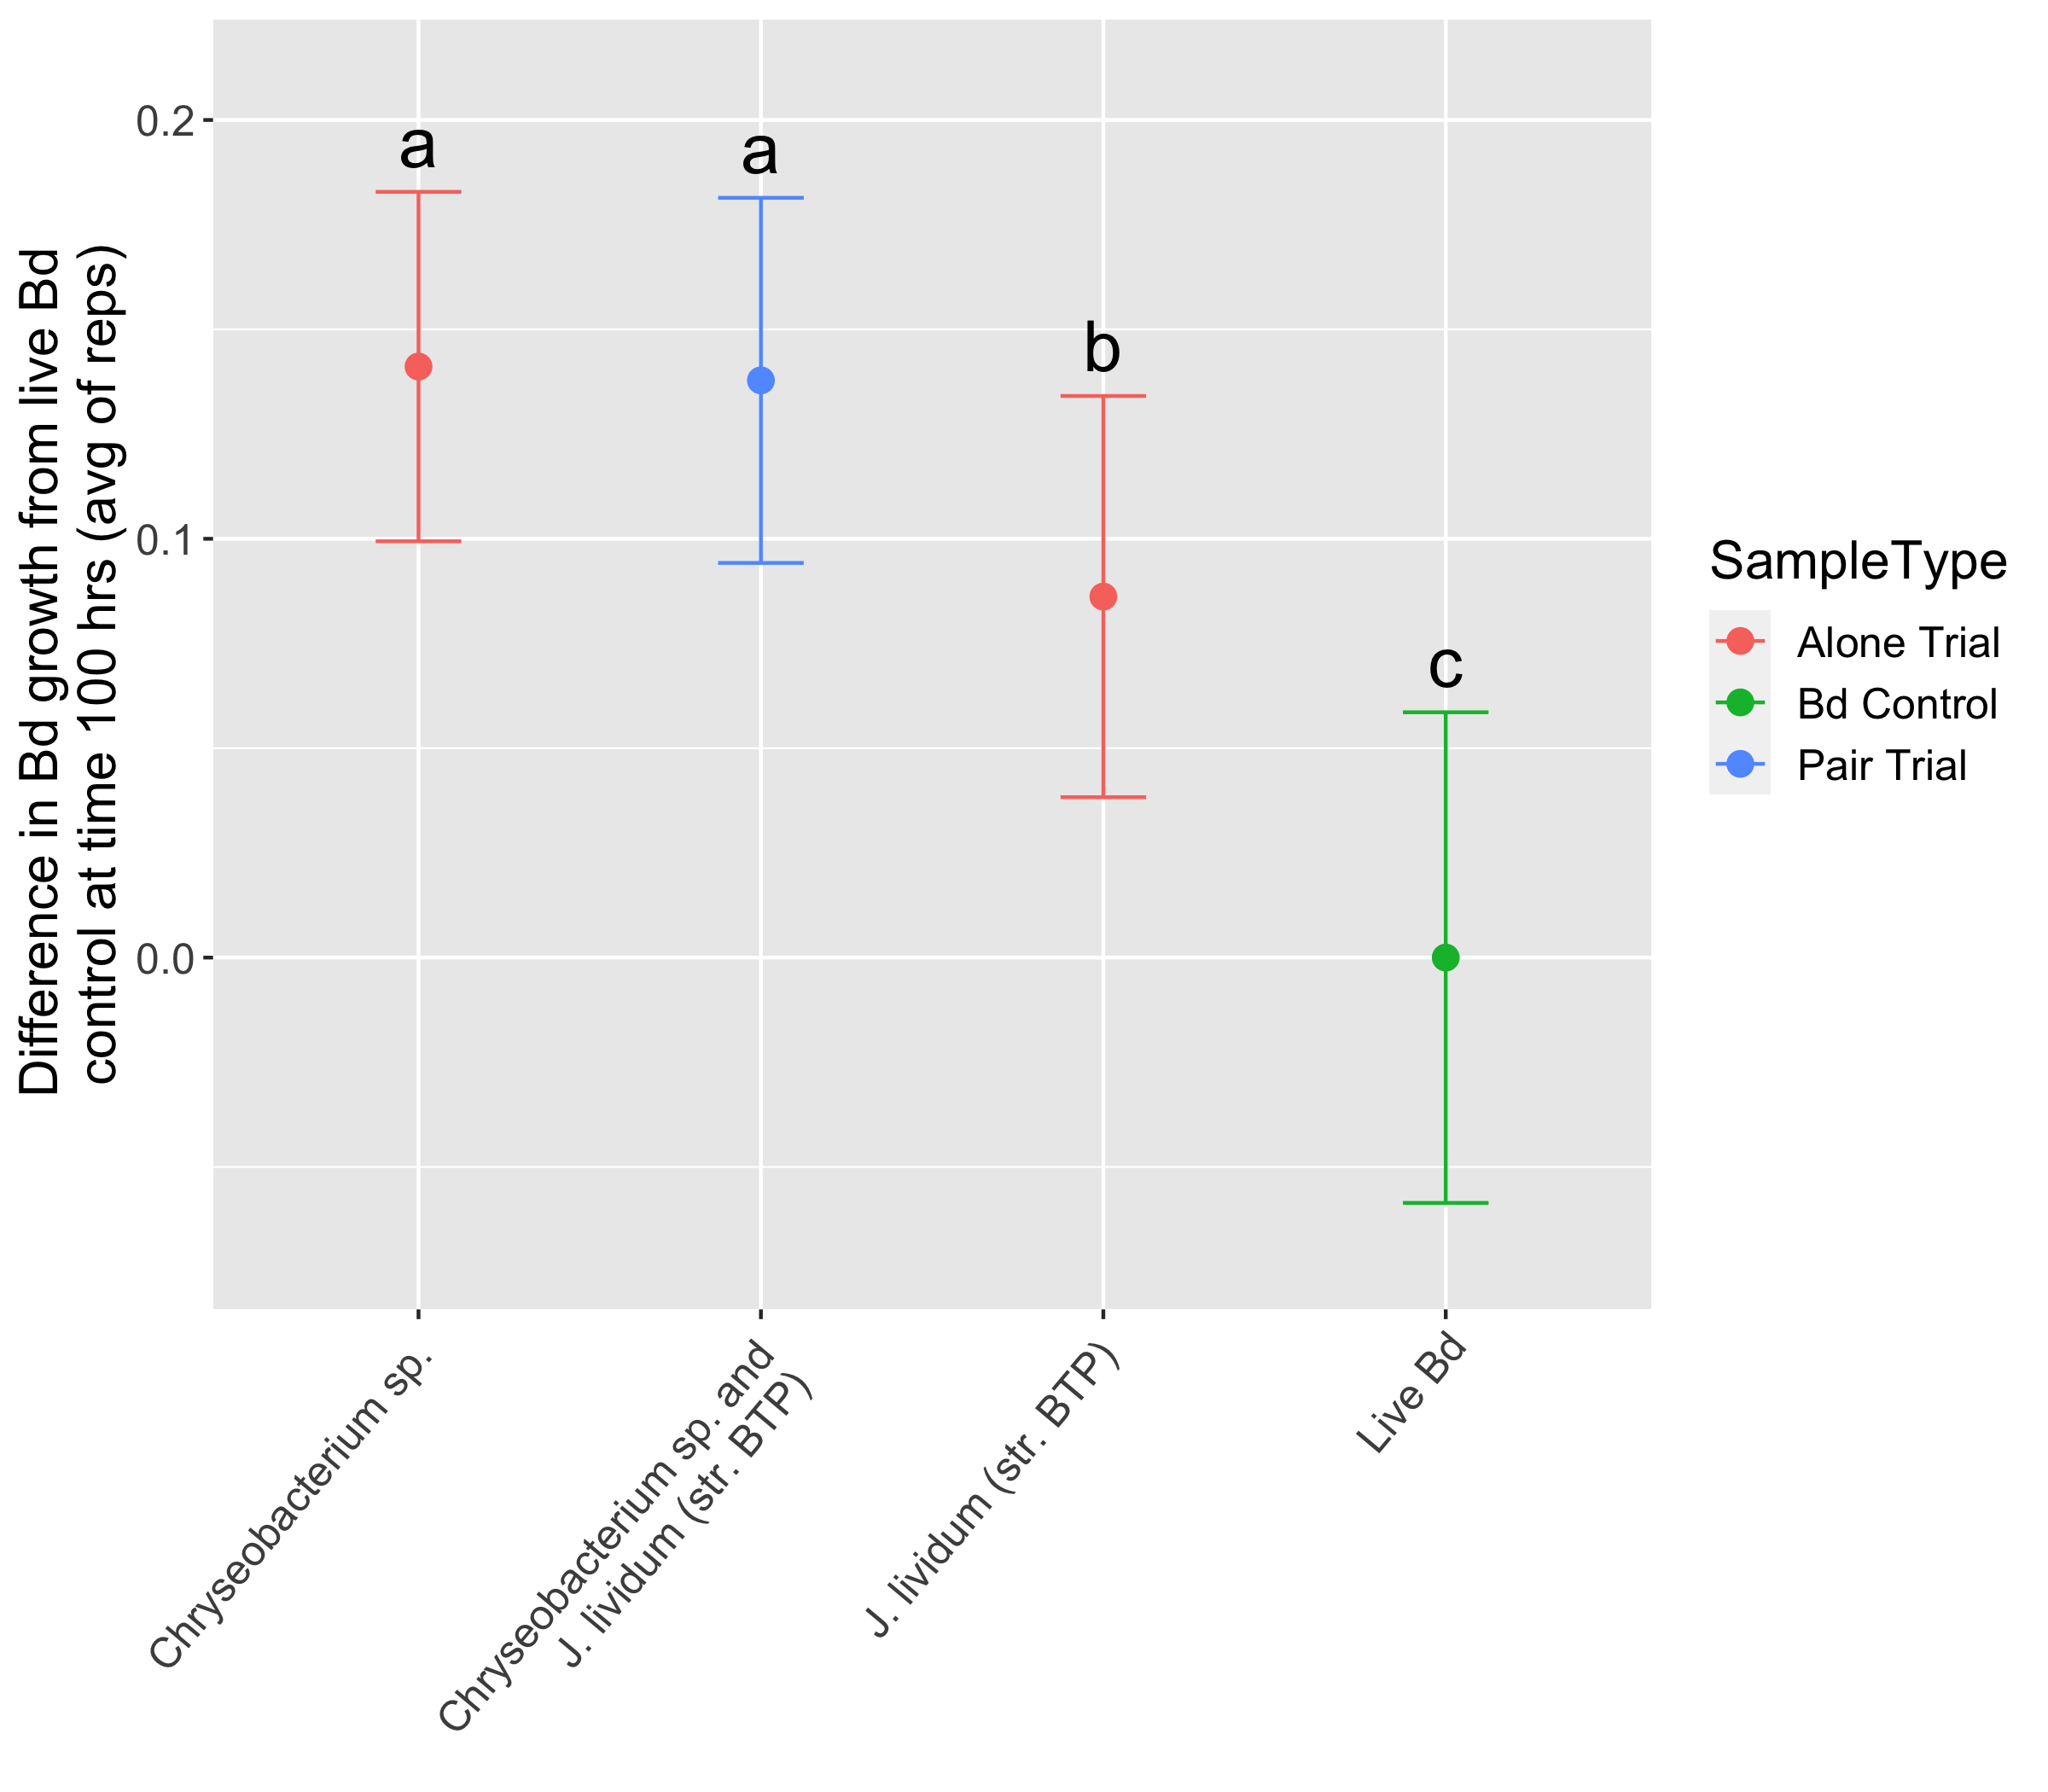 Difference in Bd growth from live Bd
control at time 100 hrs (avg of reps)
0.2
0.1
0.0
a
a
b
c
Chryseobacterium sp.
Chryseobacterium sp. and
J. lividum (str. BTP)
J. lividum (str. BTP)
Live Bd
SampleType
Alone Trial
Bd Control
Pair Trial